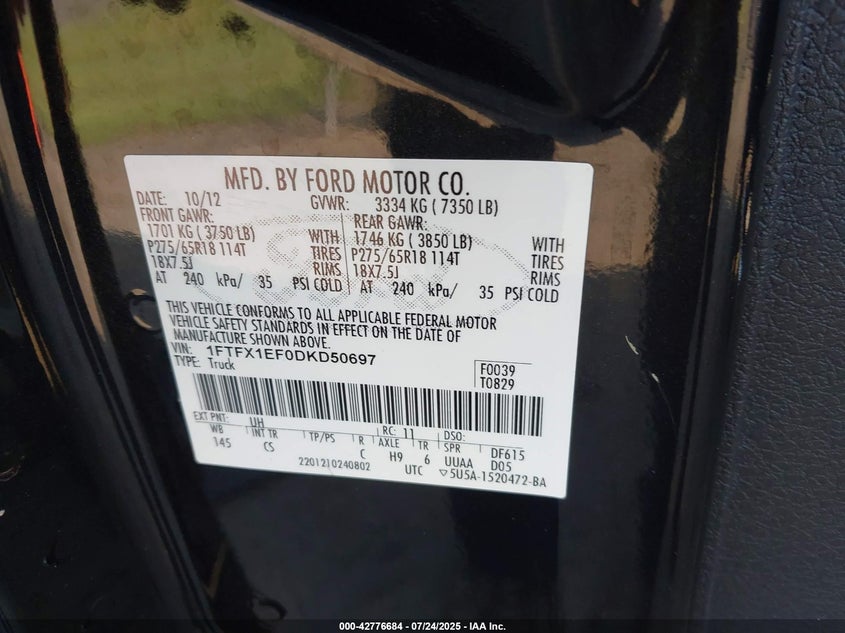 MFD. BY FORD MOTOR CO.
DATE: 10/12 GVWR: 3334 KG ( 7350 LB)
FRONT GAWR: REAR GAWR:
1701 KG ( 3750 LB) WITH 1746 KG ( 3850 LB) WITH
P275/65R18 114T TIRES P275/65R18 114T TIRES
18X7.5J RIMS 18X7.5J RIMS
AT 240 kPa/ 35 PSI COLD AT 240 kPa/ 35 PSI COLD
THIS VEHICLE CONFORMS TO ALL APPLICABLE FEDERAL MOTOR
VEHICLE SAFETY STANDARDS IN EFFECT ON THE DATE OF
MANUFACTURE SHOWN ABOVE.
VIN: 1FTFX1EF0DKD50697 F0039
TYPE: Truck T0829
EXT PNT: UH RC: 11 DSO:
WB INT TR TP/PS R AXLE TR SPR DF615
145 CS C H9 6 UUAA D05
2201210240802 UTC ▽5U5A-1520472-BA
000-42776684 / 07/24/2025 - IAA Inc.